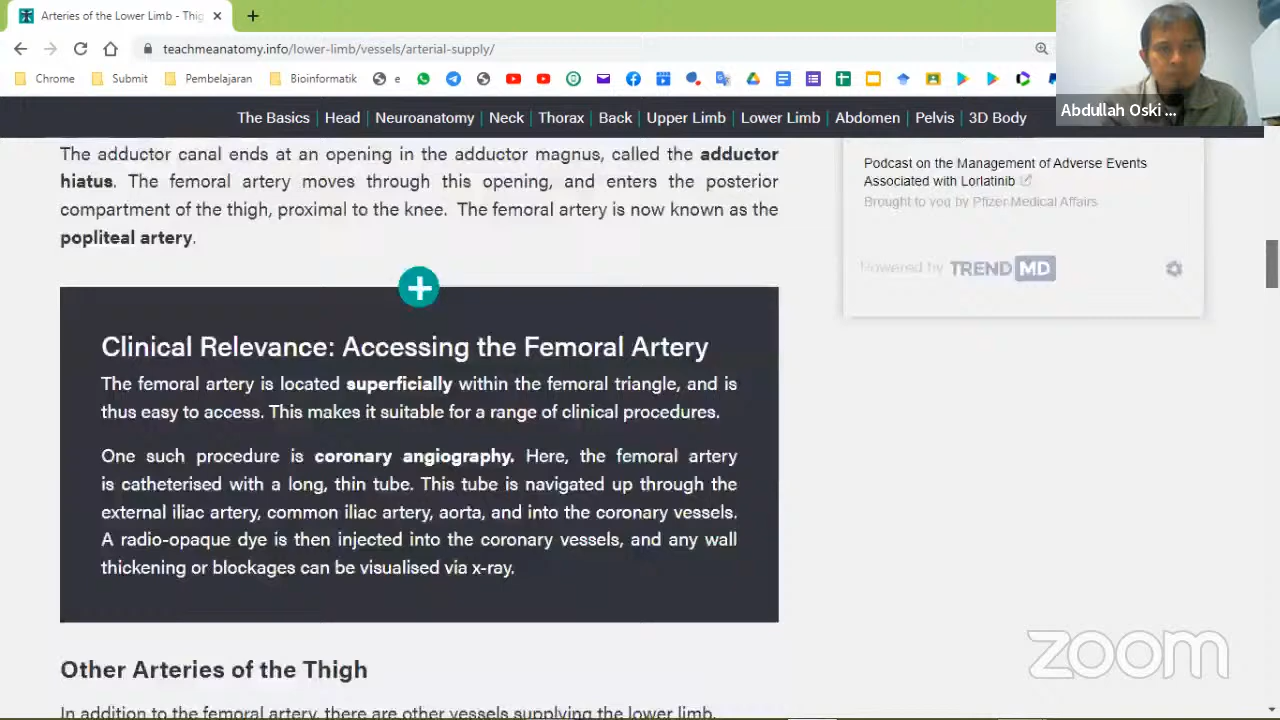 Arteries of the Lower Limb - Thig
teachmeanatomy.info/lower-limb/vessels/arterial-supply/
Chrome
Submit
Pembelajaran
Bioinformatik
e
Abdullah Oski ...
The Basics | Head | Neuroanatomy | Neck | Thorax | Back | Upper Limb | Lower Limb | Abdomen | Pelvis | 3D Body
The adductor canal ends at an opening in the adductor magnus, called the adductor
hiatus. The femoral artery moves through this opening, and enters the posterior
compartment of the thigh, proximal to the knee. The femoral artery is now known as the
popliteal artery.
Podcast on the Management of Adverse Events
Associated with Lorlatinib
Brought to you by Pfizer Medical Affairs
Powered by TREND MD
Clinical Relevance: Accessing the Femoral Artery
The femoral artery is located superficially within the femoral triangle, and is
thus easy to access. This makes it suitable for a range of clinical procedures.
One such procedure is coronary angiography. Here, the femoral artery
is catheterised with a long, thin tube. This tube is navigated up through the
external iliac artery, common iliac artery, aorta, and into the coronary vessels.
A radio-opaque dye is then injected into the coronary vessels, and any wall
thickening or blockages can be visualised via x-ray.
Other Arteries of the Thigh
In addition to the femoral artery, there are other vessels supplying the lower limb.
zoom